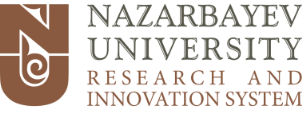 NAZARBAYEV
UNIVERSITY
RESEARCH AND
INNOVATION SYSTEM